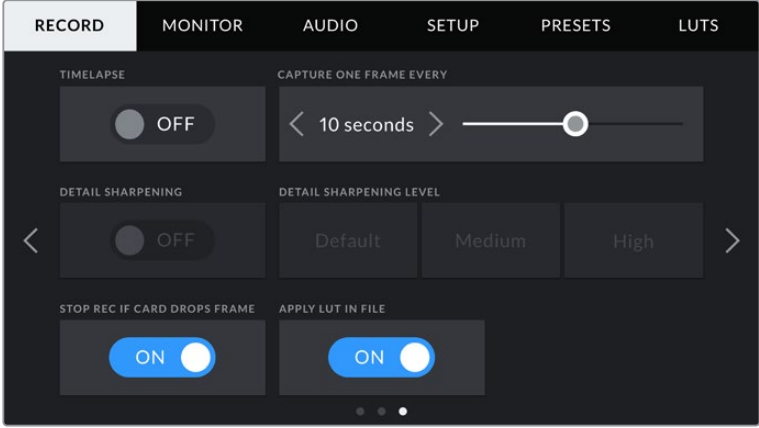 RECORD MONITOR AUDIO SETUP PRESETS LUTS
TIMELAPSE CAPTURE ONE FRAME EVERY
OFF 10 seconds
DETAIL SHARPENING DETAIL SHARPENING LEVEL
OFF Default Medium High
STOP REC IF CARD DROPS FRAME APPLY LUT IN FILE
ON ON